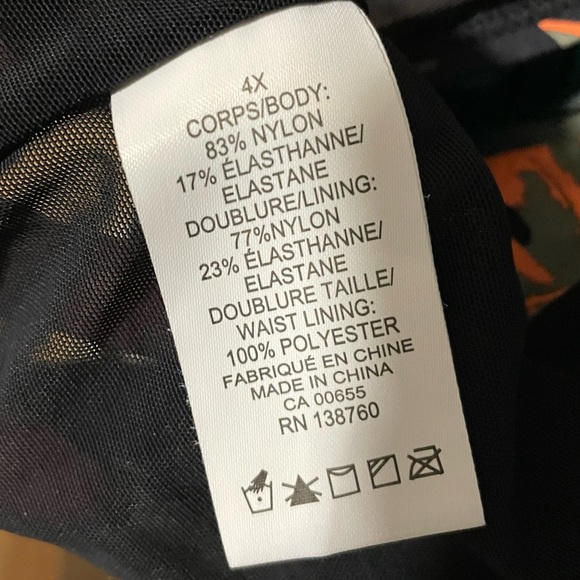 4X
CORPS/BODY:
83% NYLON
17% ÉLASTHANNE/
ELASTANE
DOUBLURE/LINING:
77%NYLON
23% ÉLASTHANNE/
ELASTANE
DOUBLURE TAILLE/
WAIST LINING:
100% POLYESTER
FABRIQUÉ EN CHINE
MADE IN CHINA
CA 00655
RN 138760